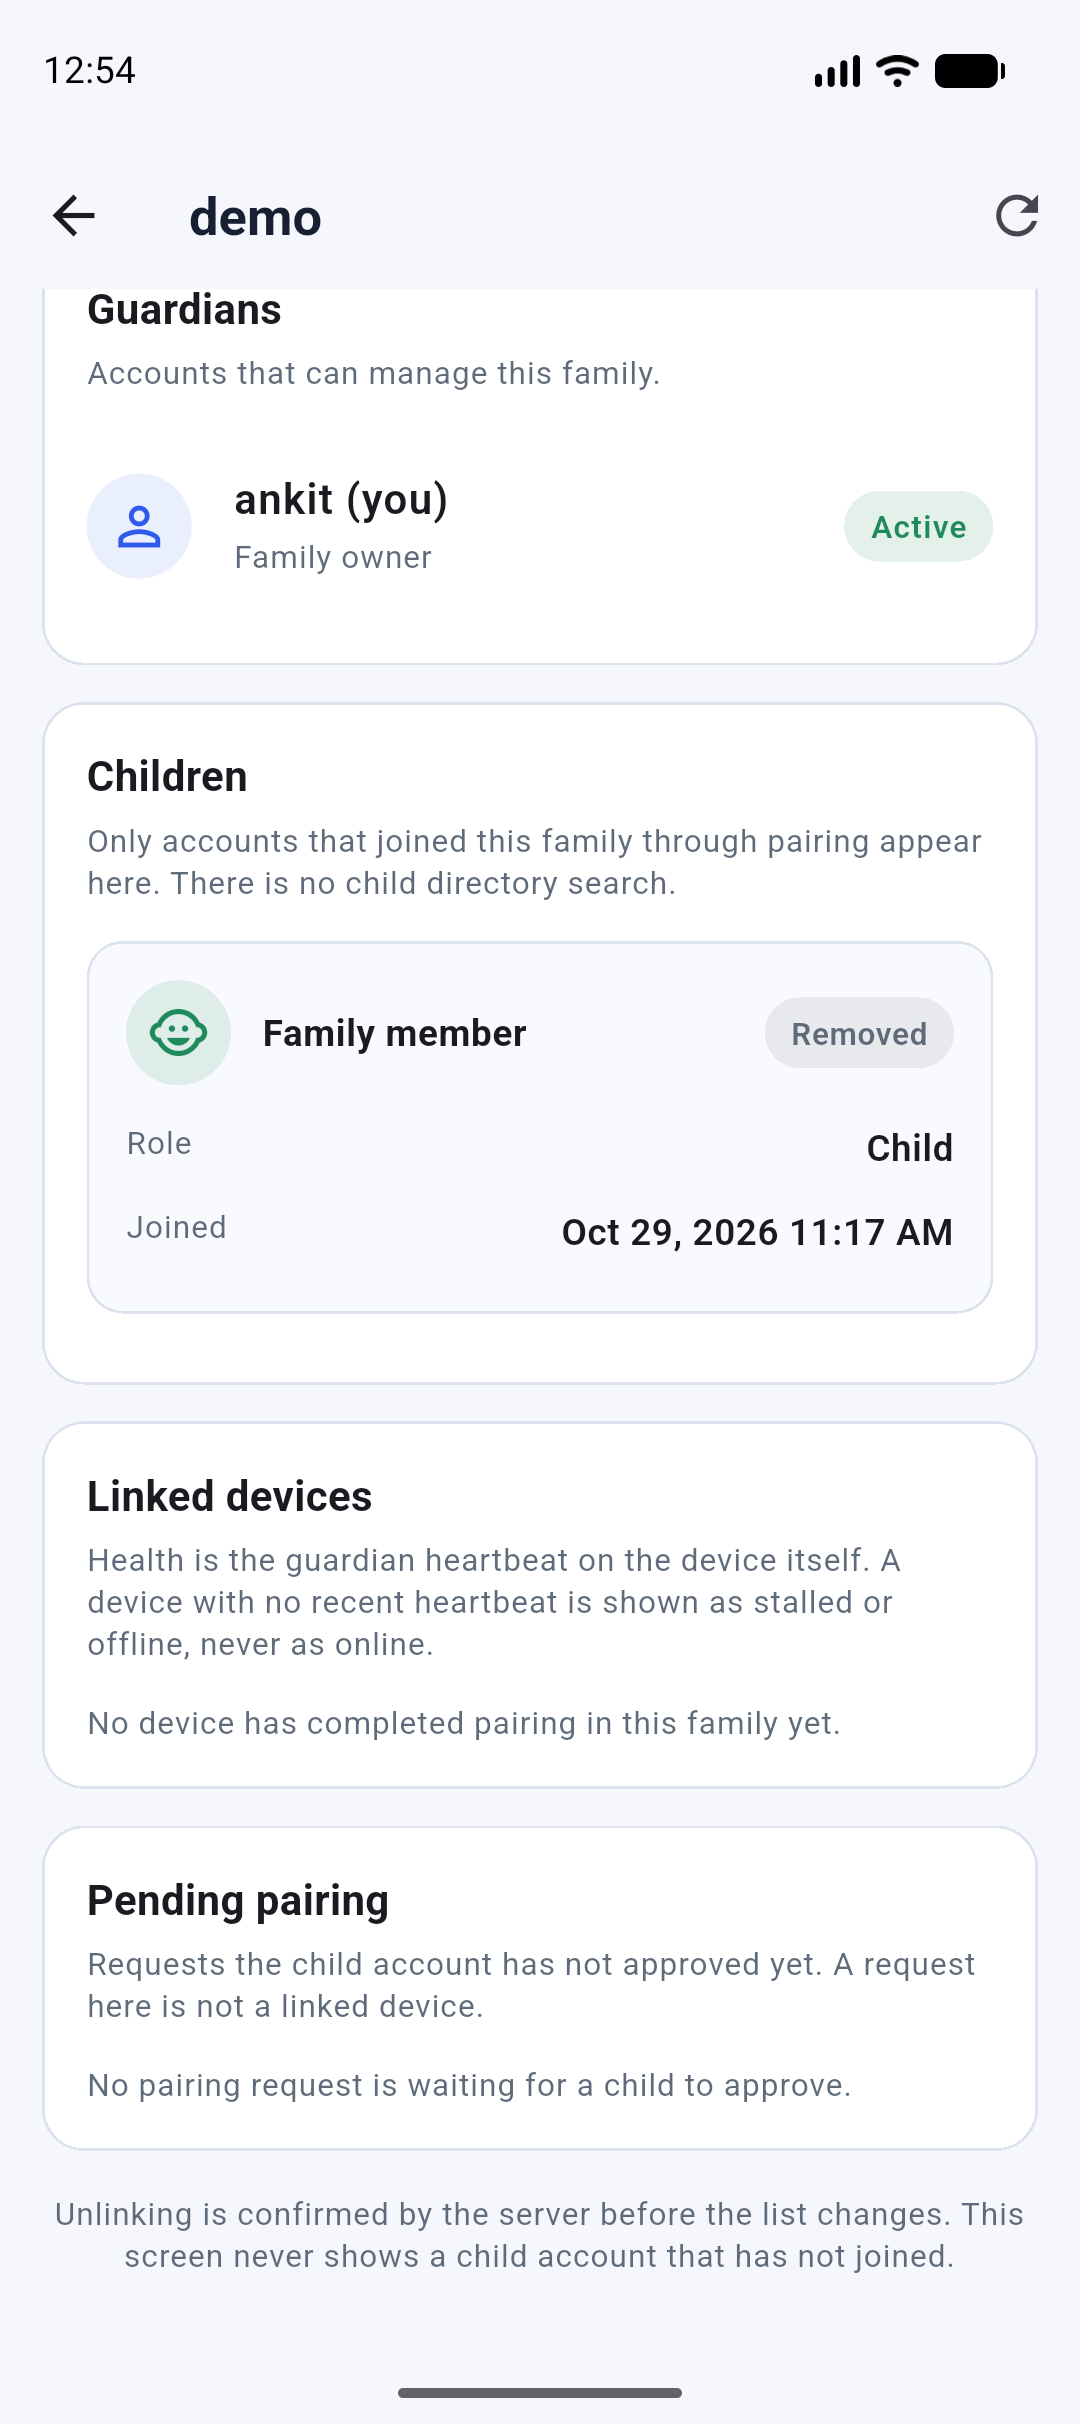 12:54
demo
Guardians
Accounts that can manage this family.
ankit (you)
Family owner
Active
Children
Only accounts that joined this family through pairing appear
here. There is no child directory search.
Family member
Removed
Role
Child
Joined
Oct 29, 2026 11:17 AM
Linked devices
Health is the guardian heartbeat on the device itself. A
device with no recent heartbeat is shown as stalled or
offline, never as online.
No device has completed pairing in this family yet.
Pending pairing
Requests the child account has not approved yet. A request
here is not a linked device.
No pairing request is waiting for a child to approve.
Unlinking is confirmed by the server before the list changes. This
screen never shows a child account that has not joined.